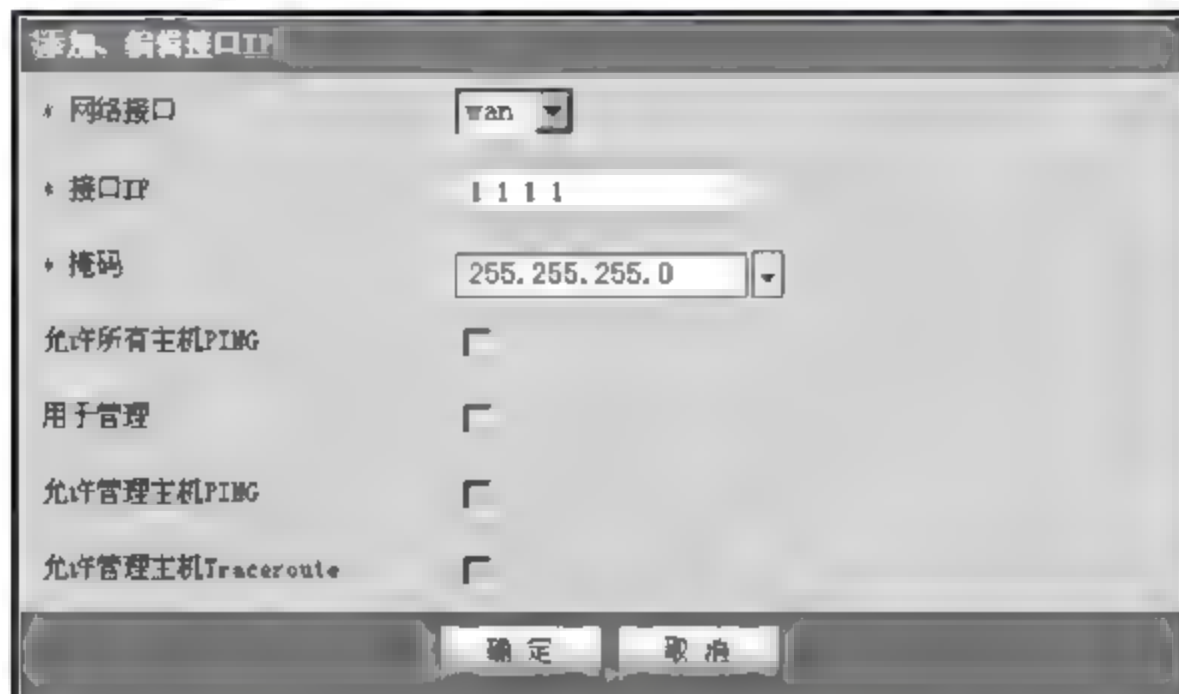 添加、编辑接口IP
* 网络接口 wan
* 接口IP 1 1 1 1
* 掩码 255.255.255.0
允许所有主机PING
用于管理
允许管理主机PING
允许管理主机Traceroute
确定 取消